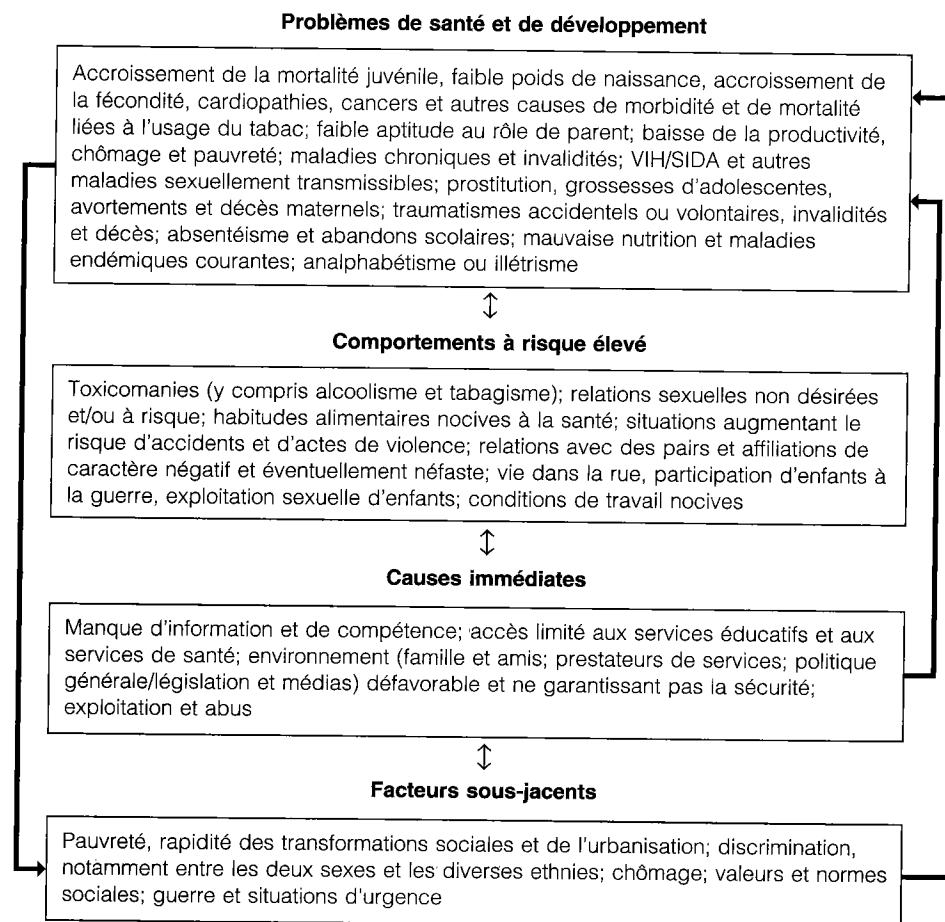 Problèmes de santé et de développement
Accroissement de la mortalité juvénile, faible poids de naissance, accroissement de
la fécondité, cardiopathies, cancers et autres causes de morbidité et de mortalité
liées à l'usage du tabac; faible aptitude au rôle de parent; baisse de la productivité,
chômage et pauvreté; maladies chroniques et invalidités; VIH/SIDA et autres
maladies sexuellement transmissibles; prostitution, grossesses d'adolescentes,
avortements et décès maternels; traumatismes accidentels ou volontaires, invalidités
et décès; absentéisme et abandons scolaires; mauvaise nutrition et maladies
endémiques courantes; analphabétisme ou illétrisme
Comportements à risque élevé
Toxicomanies (y compris alcoolisme et tabagisme); relations sexuelles non désirées
et/ou à risque; habitudes alimentaires nocives à la santé; situations augmentant le
risque d'accidents et d'actes de violence; relations avec des pairs et affiliations de
caractère négatif et éventuellement néfaste; vie dans la rue, participation d'enfants à
la guerre, exploitation sexuelle d'enfants; conditions de travail nocives
Causes immédiates
Manque d'information et de compétence; accès limité aux services éducatifs et aux
services de santé; environnement (famille et amis; prestateurs de services; politique
générale/législation et médias) défavorable et ne garantissant pas la sécurité;
exploitation et abus
Facteurs sous-jacents
Pauvreté, rapidité des transformations sociales et de l'urbanisation; discrimination,
notamment entre les deux sexes et les diverses ethnies; chômage; valeurs et normes
sociales; guerre et situations d'urgence